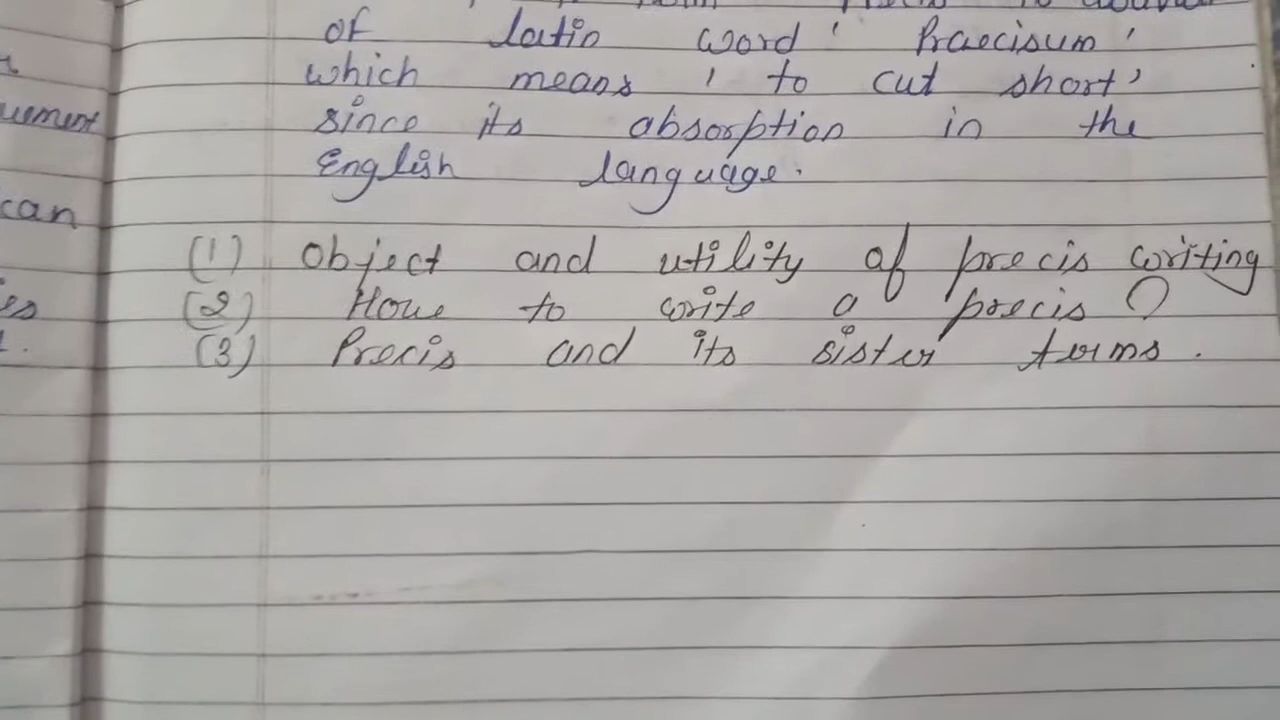 of latin word ' Praecisum '
which means ' to cut short '
since its absorption in the
English language.
can
(1) object and utility of precis writing
(2) How to write a precis ?
(3) Precis and its sister terms .